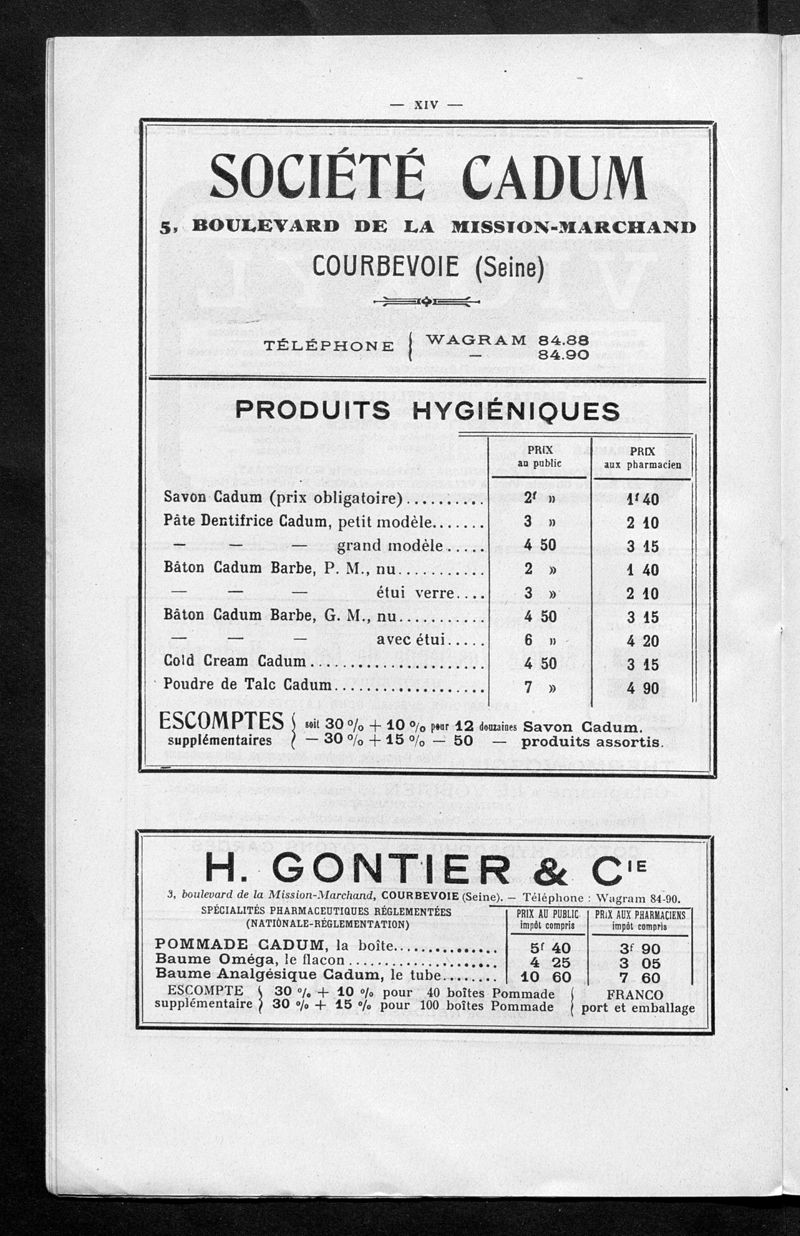 — XIV —
SOCIÉTÉ CADUM
5, BOULEVARD DE LA MISSION-MARCHAND
COURBEVOIE (Seine)
TÉLÉPHONE { WAGRAM 84.88
— 84.90
PRODUITS HYGIÉNIQUES
PRIX au public PRIX aux pharmacien
Savon Cadum (prix obligatoire).......... 2f » 1f 40
Pâte Dentifrice Cadum, petit modèle....... 3 » 2 10
— — — grand modèle..... 4 50 3 15
Bâton Cadum Barbe, P. M., nu........... 2 » 1 40
— — — étui verre.... 3 » 2 10
Bâton Cadum Barbe, G. M., nu........... 4 50 3 15
— — — avec étui..... 6 » 4 20
Cold Cream Cadum...................... 4 50 3 15
Poudre de Talc Cadum................... 7 » 4 90
ESCOMPTES { soit 30 % + 10 % pour 12 douzaines Savon Cadum.
supplémentaires { — 30 % + 15 % — 50 — produits assortis.
H. GONTIER & CIE
3, boulevard de la Mission-Marchand, COURBEVOIE (Seine). — Téléphone : Wagram 84-90.
SPÉCIALITÉS PHARMACEUTIQUES RÉGLEMENTÉES PRIX AU PUBLIC PRIX AUX PHARMACIENS
(NATIONALE-RÉGLEMENTATION) impôt compris impôt compris
POMMADE CADUM, la boîte.............. 5f 40 3f 90
Baume Oméga, le flacon..................... 4 25 3 05
Baume Analgésique Cadum, le tube........ 10 60 7 60
ESCOMPTE { 30 % + 10 % pour 40 boîtes Pommade { FRANCO
supplémentaire } 30 % + 15 % pour 100 boîtes Pommade { port et emballage